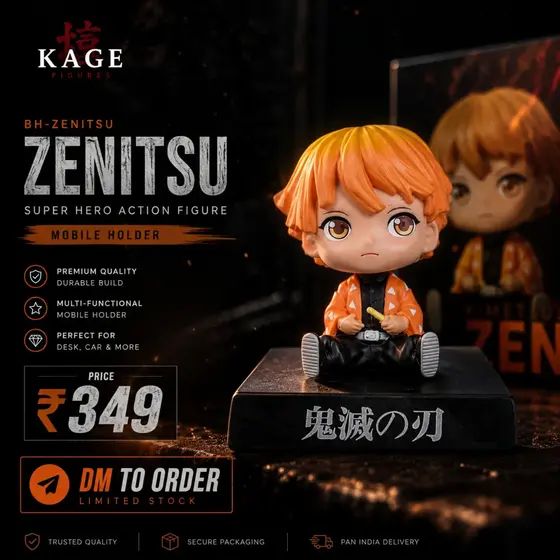 KAGE
FIGURES
BH-ZENITSU
ZENITSU
SUPER HERO ACTION FIGURE
MOBILE HOLDER
PREMIUM QUALITY
DURABLE BUILD
MULTI-FUNCTIONAL
MOBILE HOLDER
PERFECT FOR
DESK, CAR & MORE
PRICE
₹349
DM TO ORDER
LIMITED STOCK
鬼滅の刃
ZEN
TRUSTED QUALITY
SECURE PACKAGING
PAN INDIA DELIVERY